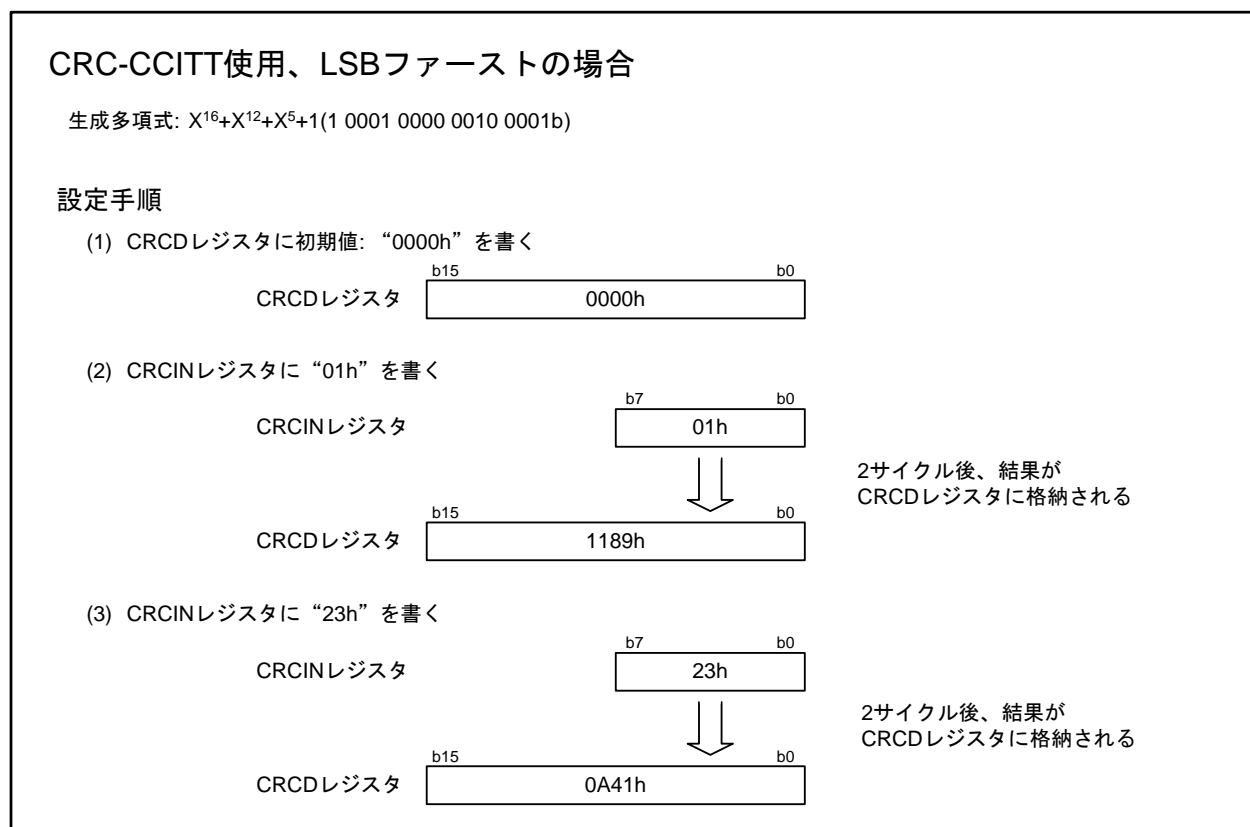 CRC-CCITT使用、LSBファーストの場合
生成多項式: X¹⁶+X¹²+X⁵+1(1 0001 0000 0010 0001b)
設定手順
(1) CRCDレジスタに初期値: “0000h”を書く
b15 b0
CRCDレジスタ 0000h
(2) CRCINレジスタに“01h”を書く
b7 b0
CRCINレジスタ 01h
2サイクル後、結果が
CRCDレジスタに格納される
b15 b0
CRCDレジスタ 1189h
(3) CRCINレジスタに“23h”を書く
b7 b0
CRCINレジスタ 23h
2サイクル後、結果が
CRCDレジスタに格納される
b15 b0
CRCDレジスタ 0A41h